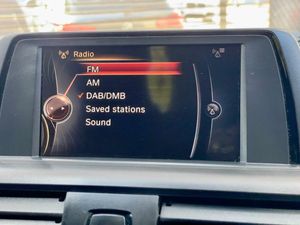 Radio
FM
AM
DAB/DMB
Saved stations
Sound